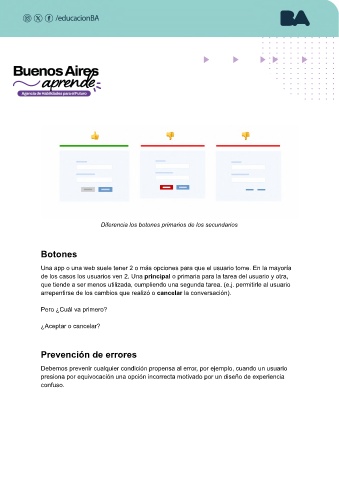 /educacionBA
BA
Buenos Aires
aprende
Agencia de Habilidades para el Futuro
Diferencia los botones primarios de los secundarios
Botones
Una app o una web suele tener 2 o más opciones para que el usuario tome. En la mayoría
de los casos los usuarios ven 2. Una principal o primaria para la tarea del usuario y otra,
que tiende a ser menos utilizada, cumpliendo una segunda tarea. (e.j. permitirle al usuario
arrepentirse de los cambios que realizó o cancelar la conversación).
Pero ¿Cuál va primero?
¿Aceptar o cancelar?
Prevención de errores
Debemos prevenir cualquier condición propensa al error, por ejemplo, cuando un usuario
presiona por equivocación una opción incorrecta motivado por un diseño de experiencia
confuso.